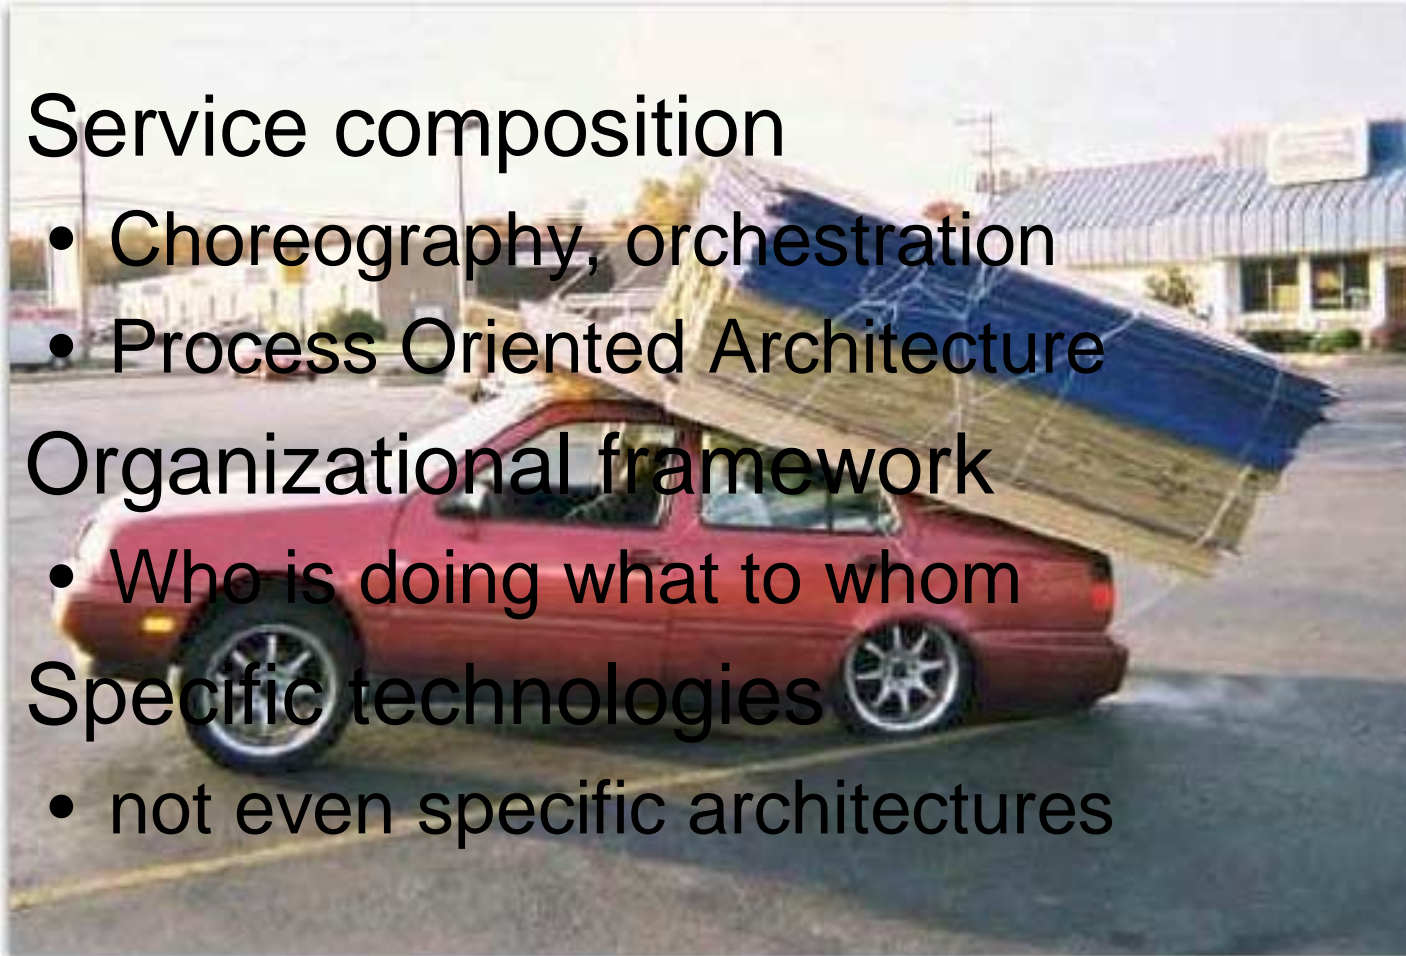 Service composition
• Choreography, orchestration
• Process Oriented Architecture
Organizational framework
• Who is doing what to whom
Specific technologies
• not even specific architectures